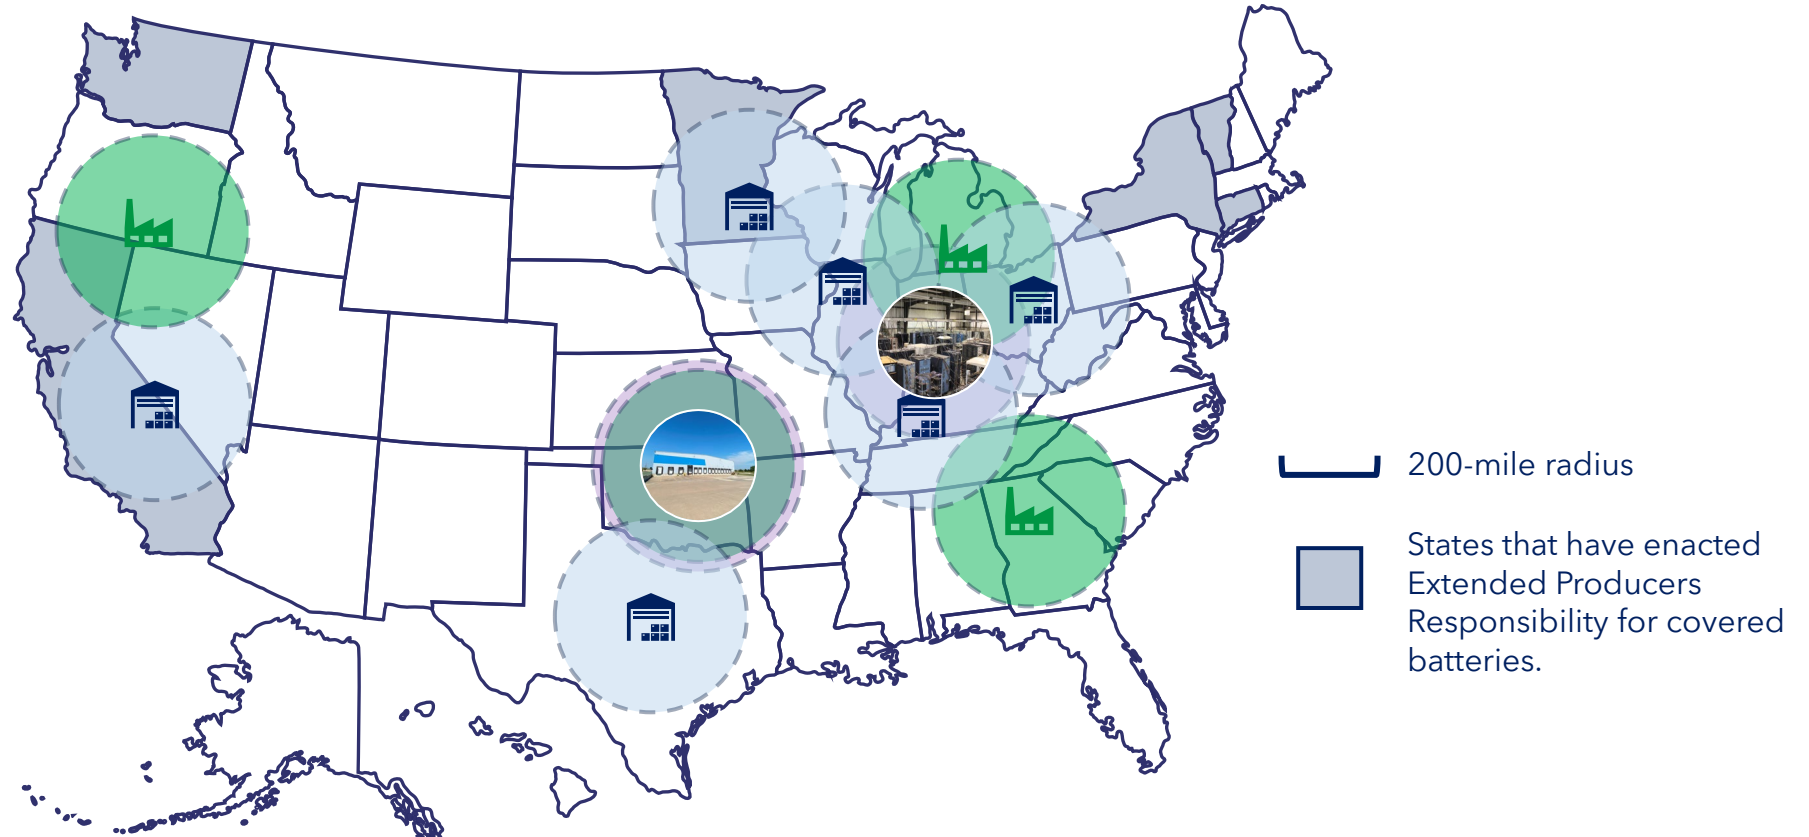 200-mile radius
States that have enacted
Extended Producers
Responsibility for covered
batteries.